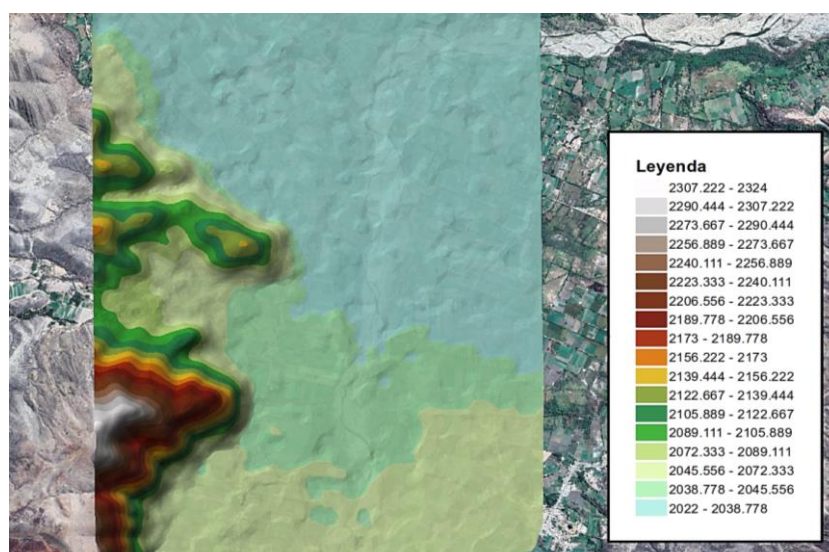 Leyenda
2307.222 - 2324
2290.444 - 2307.222
2273.667 - 2290.444
2256.889 - 2273.667
2240.111 - 2256.889
2223.333 - 2240.111
2206.556 - 2223.333
2189.778 - 2206.556
2173 - 2189.778
2156.222 - 2173
2139.444 - 2156.222
2122.667 - 2139.444
2105.889 - 2122.667
2089.111 - 2105.889
2072.333 - 2089.111
2045.556 - 2072.333
2038.778 - 2045.556
2022 - 2038.778